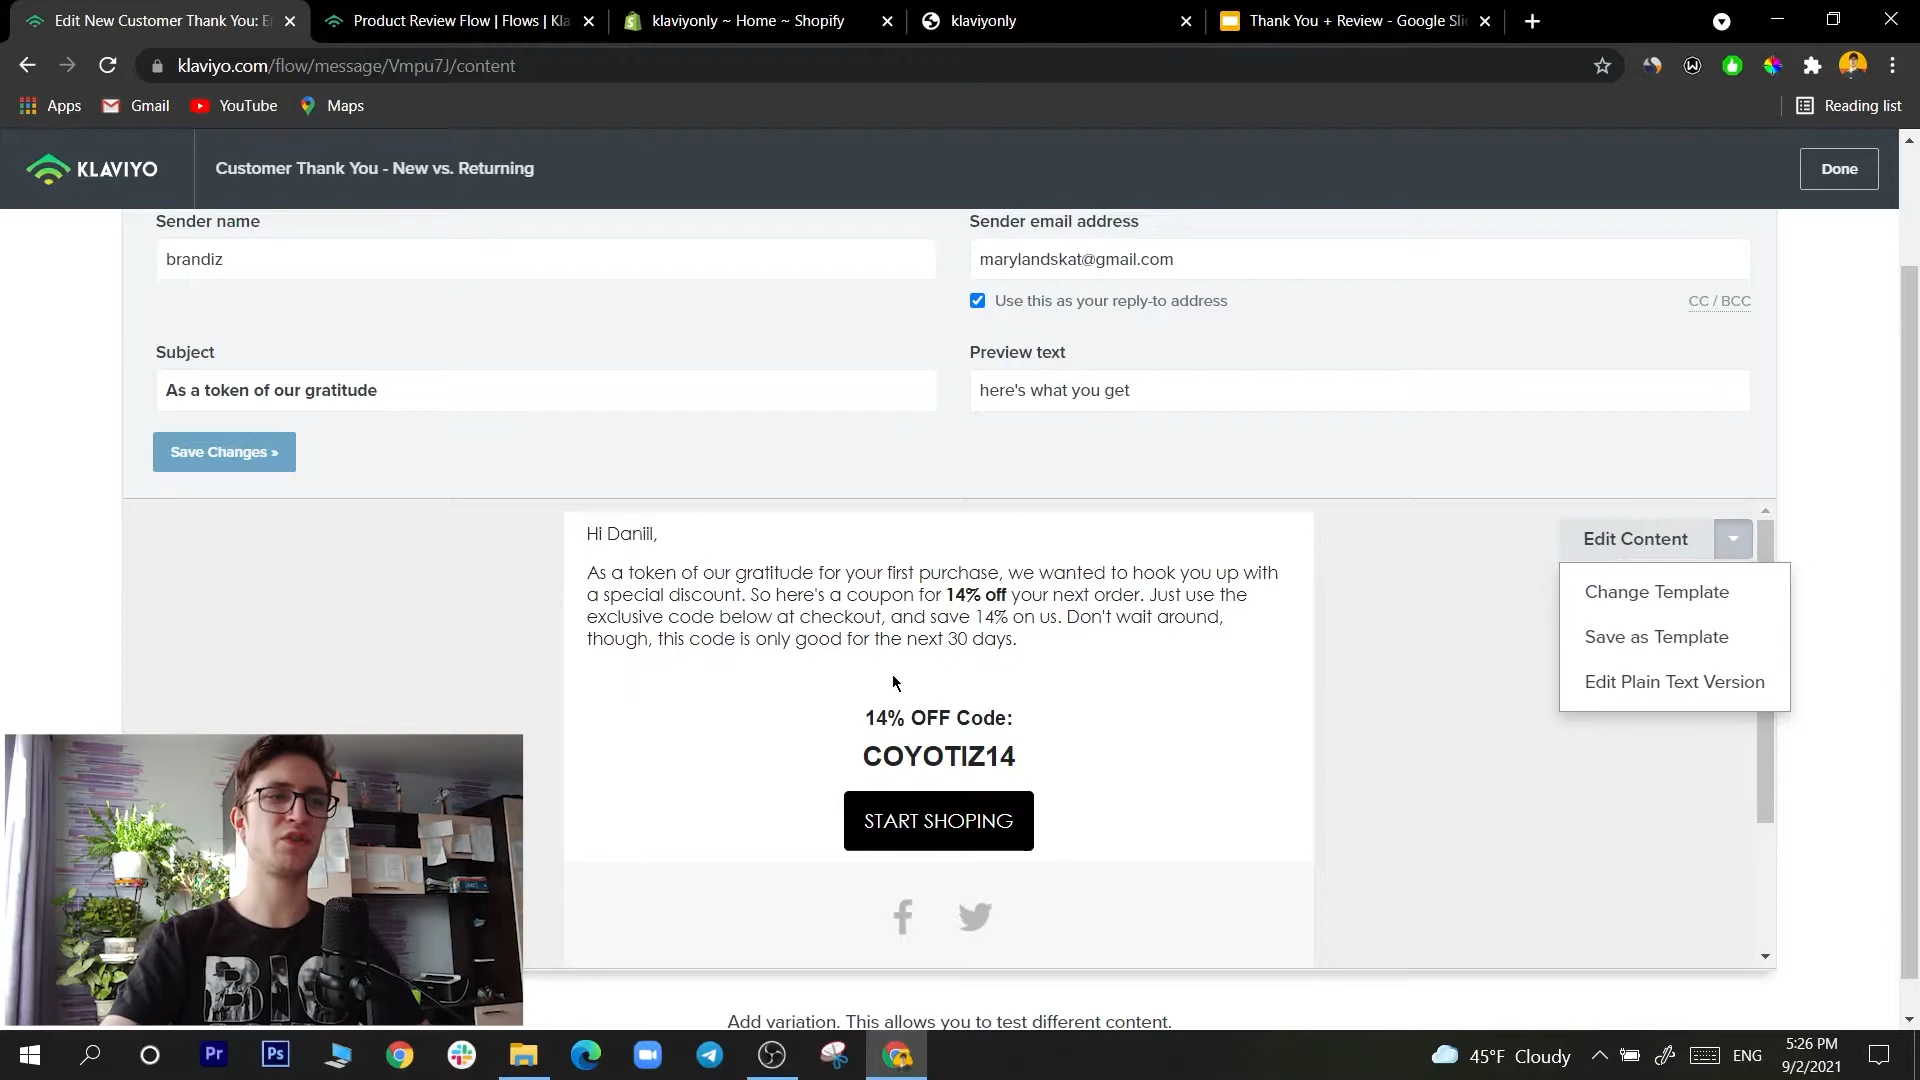 Edit New Customer Thank You: E
Product Review Flow | Flows | Kla
klaviyonly ~ Home ~ Shopify
klaviyonly
Thank You + Review - Google Sli
klaviyo.com/flow/message/Vmpu7J/content
Apps
Gmail
YouTube
Maps
Reading list
KLAVIYO
Customer Thank You - New vs. Returning
Done
Sender name
Sender email address
brandiz
marylandskat@gmail.com
Use this as your reply-to address
CC / BCC
Subject
Preview text
As a token of our gratitude
here's what you get
Save Changes »
Hi Daniil,
As a token of our gratitude for your first purchase, we wanted to hook you up with
a special discount. So here's a coupon for 14% off your next order. Just use the
exclusive code below at checkout, and save 14% on us. Don't wait around,
though, this code is only good for the next 30 days.
14% OFF Code:
COYOTIZ14
START SHOPING
Edit Content
Change Template
Save as Template
Edit Plain Text Version
BIG
Add variation. This allows you to test different content.
Pr
Ps
45°F Cloudy
ENG
5:26 PM
9/2/2021